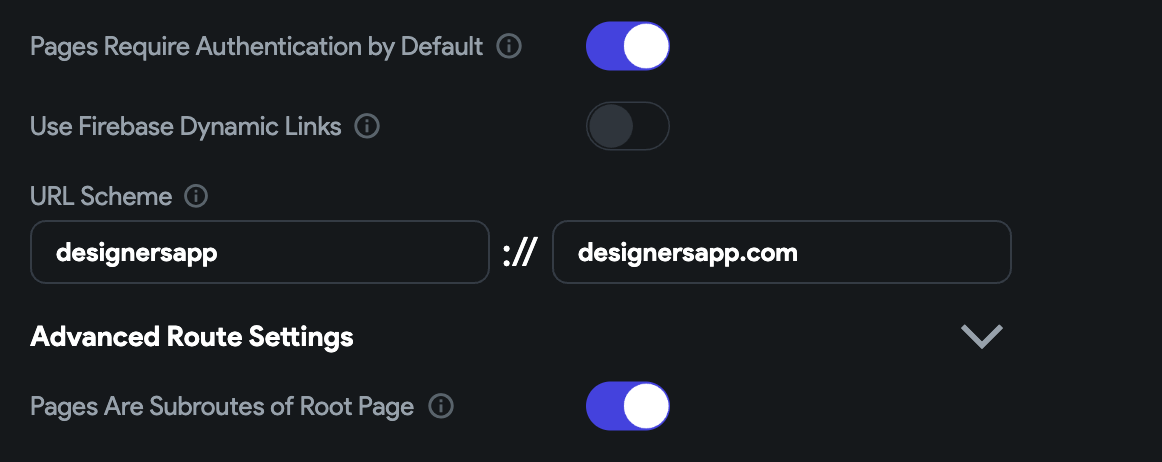 Pages Require Authentication by Default
Use Firebase Dynamic Links
URL Scheme
designersapp :// designersapp.com
Advanced Route Settings
Pages Are Subroutes of Root Page